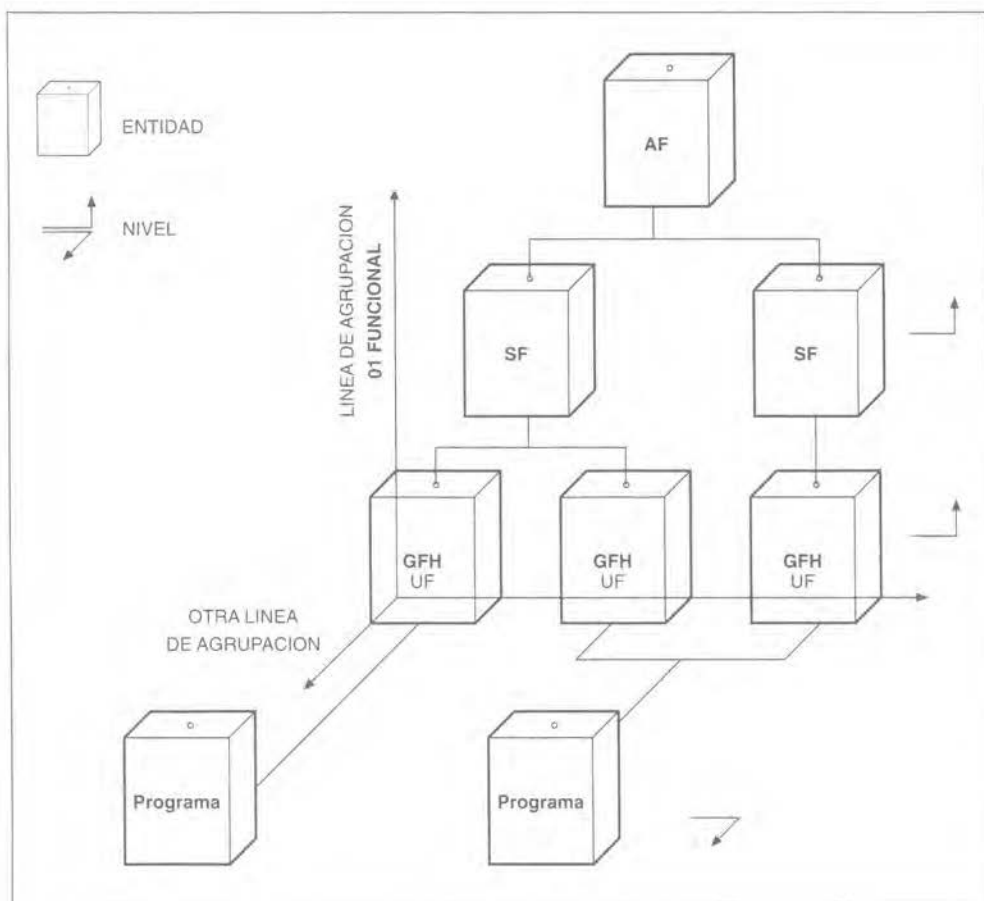 ENTIDAD
NIVEL
LINEA DE AGRUPACION
01 FUNCIONAL
AF
SF
SF
GFH
UF
GFH
UF
GFH
UF
OTRA LINEA
DE AGRUPACION
Programa
Programa